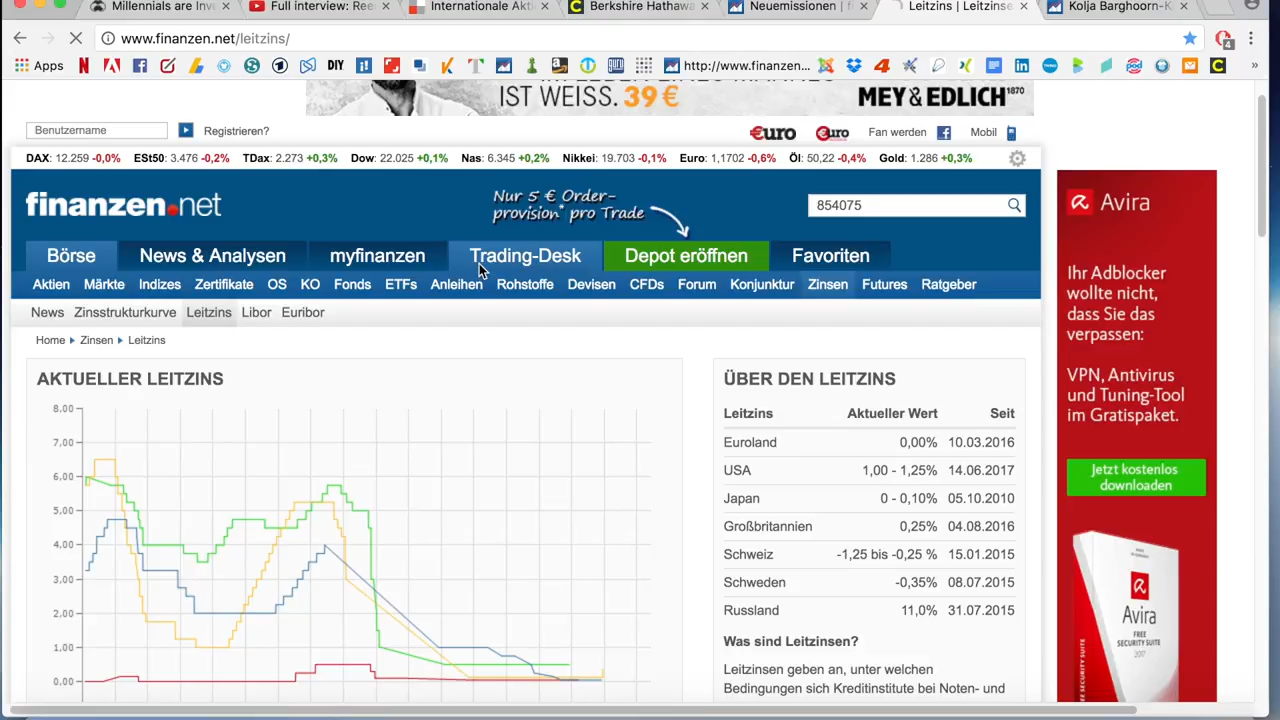 Millennials are Inve
Full interview: Ree
Internationale Akti
Berkshire Hathawa
Neuemissionen | f
Leitzins | Leitzinse
Kolja Barghoorn-K
www.finanzen.net/leitzins/
Apps
DIY
http://www.finanzen...
IST WEISS. 39 €
MEY & EDLICH 1870
Benutzername
Registrieren?
€uro
€uro
Fan werden
Mobil
DAX: 12.259 -0,0% ESt50: 3.476 -0,2% TDax: 2.273 +0,3% Dow: 22.025 +0,1% Nas: 6.345 +0,2% Nikkei: 19.703 -0,1% Euro: 1,1702 -0,6% Öl: 50,22 -0,4% Gold: 1.286 +0,3%
finanzen.net
Nur 5 € Order-
provision* pro Trade
854075
Börse
News & Analysen
myfinanzen
Trading-Desk
Depot eröffnen
Favoriten
Aktien Märkte Indizes Zertifikate OS KO Fonds ETFs Anleihen Rohstoffe Devisen CFDs Forum Konjunktur Zinsen Futures Ratgeber
News Zinsstrukturkurve Leitzins Libor Euribor
Home Zinsen Leitzins
AKTUELLER LEITZINS
8.00
7,00
6,00
5,00
4,00
3,00
2,00
1,00
0,00
ÜBER DEN LEITZINS
Leitzins Aktueller Wert Seit
Euroland 0,00% 10.03.2016
USA 1,00 - 1,25% 14.06.2017
Japan 0 - 0,10% 05.10.2010
Großbritannien 0,25% 04.08.2016
Schweiz -1,25 bis -0,25 % 15.01.2015
Schweden -0,35% 08.07.2015
Russland 11,0% 31.07.2015
Was sind Leitzinsen?
Leitzinsen geben an, unter welchen
Bedingungen sich Kreditinstitute bei Noten- und
Avira
Ihr Adblocker
wollte nicht,
dass Sie das
verpassen:
VPN, Antivirus
und Tuning-Tool
im Gratispaket.
Jetzt kostenlos
downloaden
Avira
FREE
SECURITY SUITE
2017